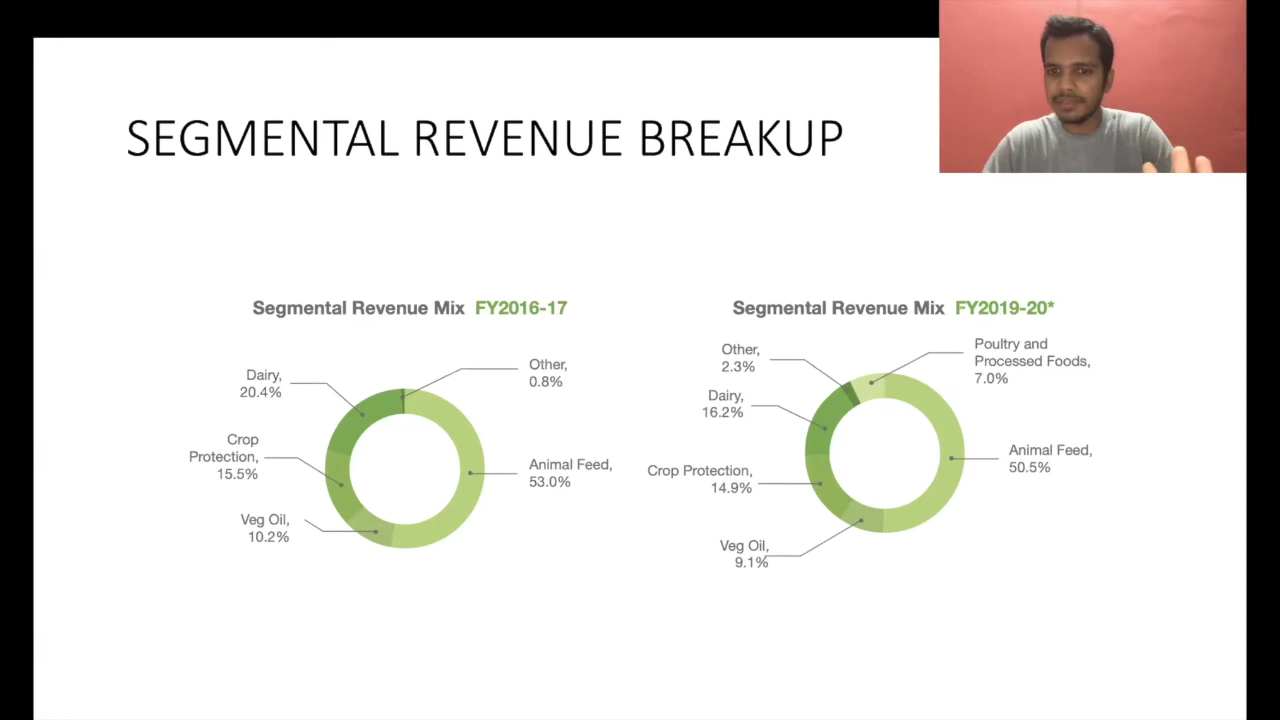 SEGMENTAL REVENUE BREAKUP
Segmental Revenue Mix FY2016-17
Other,
0.8%
Dairy,
20.4%
Crop
Protection,
15.5%
Animal Feed,
53.0%
Veg Oil,
10.2%
Segmental Revenue Mix FY2019-20*
Poultry and
Processed Foods,
7.0%
Other,
2.3%
Dairy,
16.2%
Animal Feed,
50.5%
Crop Protection,
14.9%
Veg Oil,
9.1%